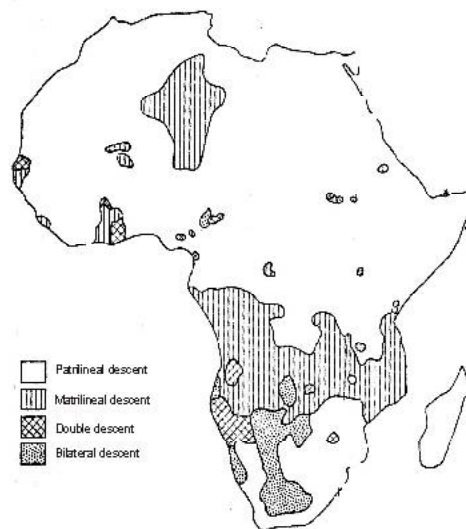 Patrilineal descent
Matrilineal descent
Double descent
Bilateral descent